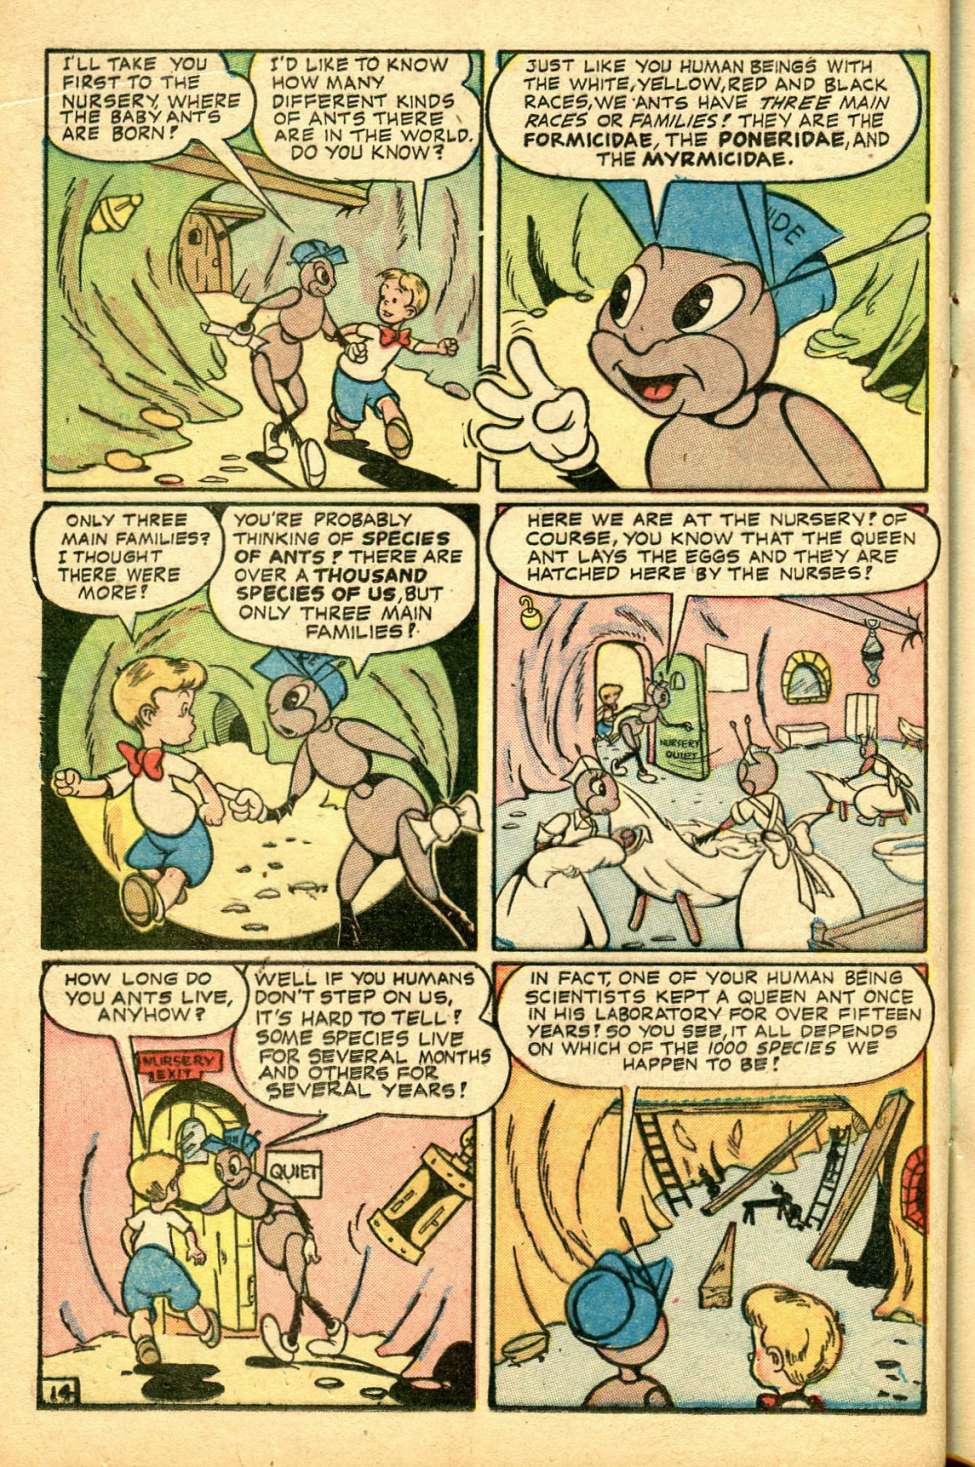 I'LL TAKE YOU
FIRST TO THE
NURSERY, WHERE
THE BABY ANTS
ARE BORN!
I'D LIKE TO KNOW
HOW MANY
DIFFERENT KINDS
OF ANTS THERE
ARE IN THE WORLD.
DO YOU KNOW?
JUST LIKE YOU HUMAN BEINGS WITH
THE WHITE, YELLOW, RED AND BLACK
RACES, WE ANTS HAVE THREE MAIN
RACES OR FAMILIES! THEY ARE THE
FORMICIDAE, THE PONERIDAE, AND
THE MYRMICIDAE.
UIDE
ONLY THREE
MAIN FAMILIES?
I THOUGHT
THERE WERE
MORE!
YOU'RE PROBABLY
THINKING OF SPECIES
OF ANTS! THERE ARE
OVER A THOUSAND
SPECIES OF US, BUT
ONLY THREE MAIN
FAMILIES!
HERE WE ARE AT THE NURSERY! OF
COURSE, YOU KNOW THAT THE QUEEN
ANT LAYS THE EGGS AND THEY ARE
HATCHED HERE BY THE NURSES!
NURSERY
QUIET
HOW LONG DO
YOU ANTS LIVE,
ANYHOW?
WELL IF YOU HUMANS
DON'T STEP ON US,
IT'S HARD TO TELL!
SOME SPECIES LIVE
FOR SEVERAL MONTHS
AND OTHERS FOR
SEVERAL YEARS!
NURSERY
EXIT
QUIET
14
IN FACT, ONE OF YOUR HUMAN BEING
SCIENTISTS KEPT A QUEEN ANT ONCE
IN HIS LABORATORY FOR OVER FIFTEEN
YEARS! SO YOU SEE, IT ALL DEPENDS
ON WHICH OF THE 1000 SPECIES WE
HAPPEN TO BE!